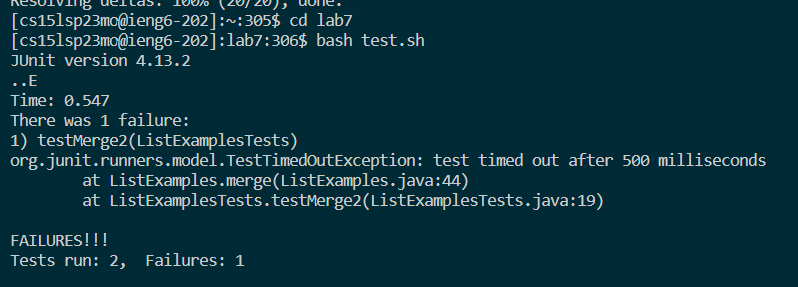 Resolving deltas: 100% (20/20), done.
[cs15lsp23mo@ieng6-202]:~:305$ cd lab7
[cs15lsp23mo@ieng6-202]:lab7:306$ bash test.sh
JUnit version 4.13.2
..E
Time: 0.547
There was 1 failure:
1) testMerge2(ListExamplesTests)
org.junit.runners.model.TestTimedOutException: test timed out after 500 milliseconds
        at ListExamples.merge(ListExamples.java:44)
        at ListExamplesTests.testMerge2(ListExamplesTests.java:19)

FAILURES!!!
Tests run: 2,  Failures: 1